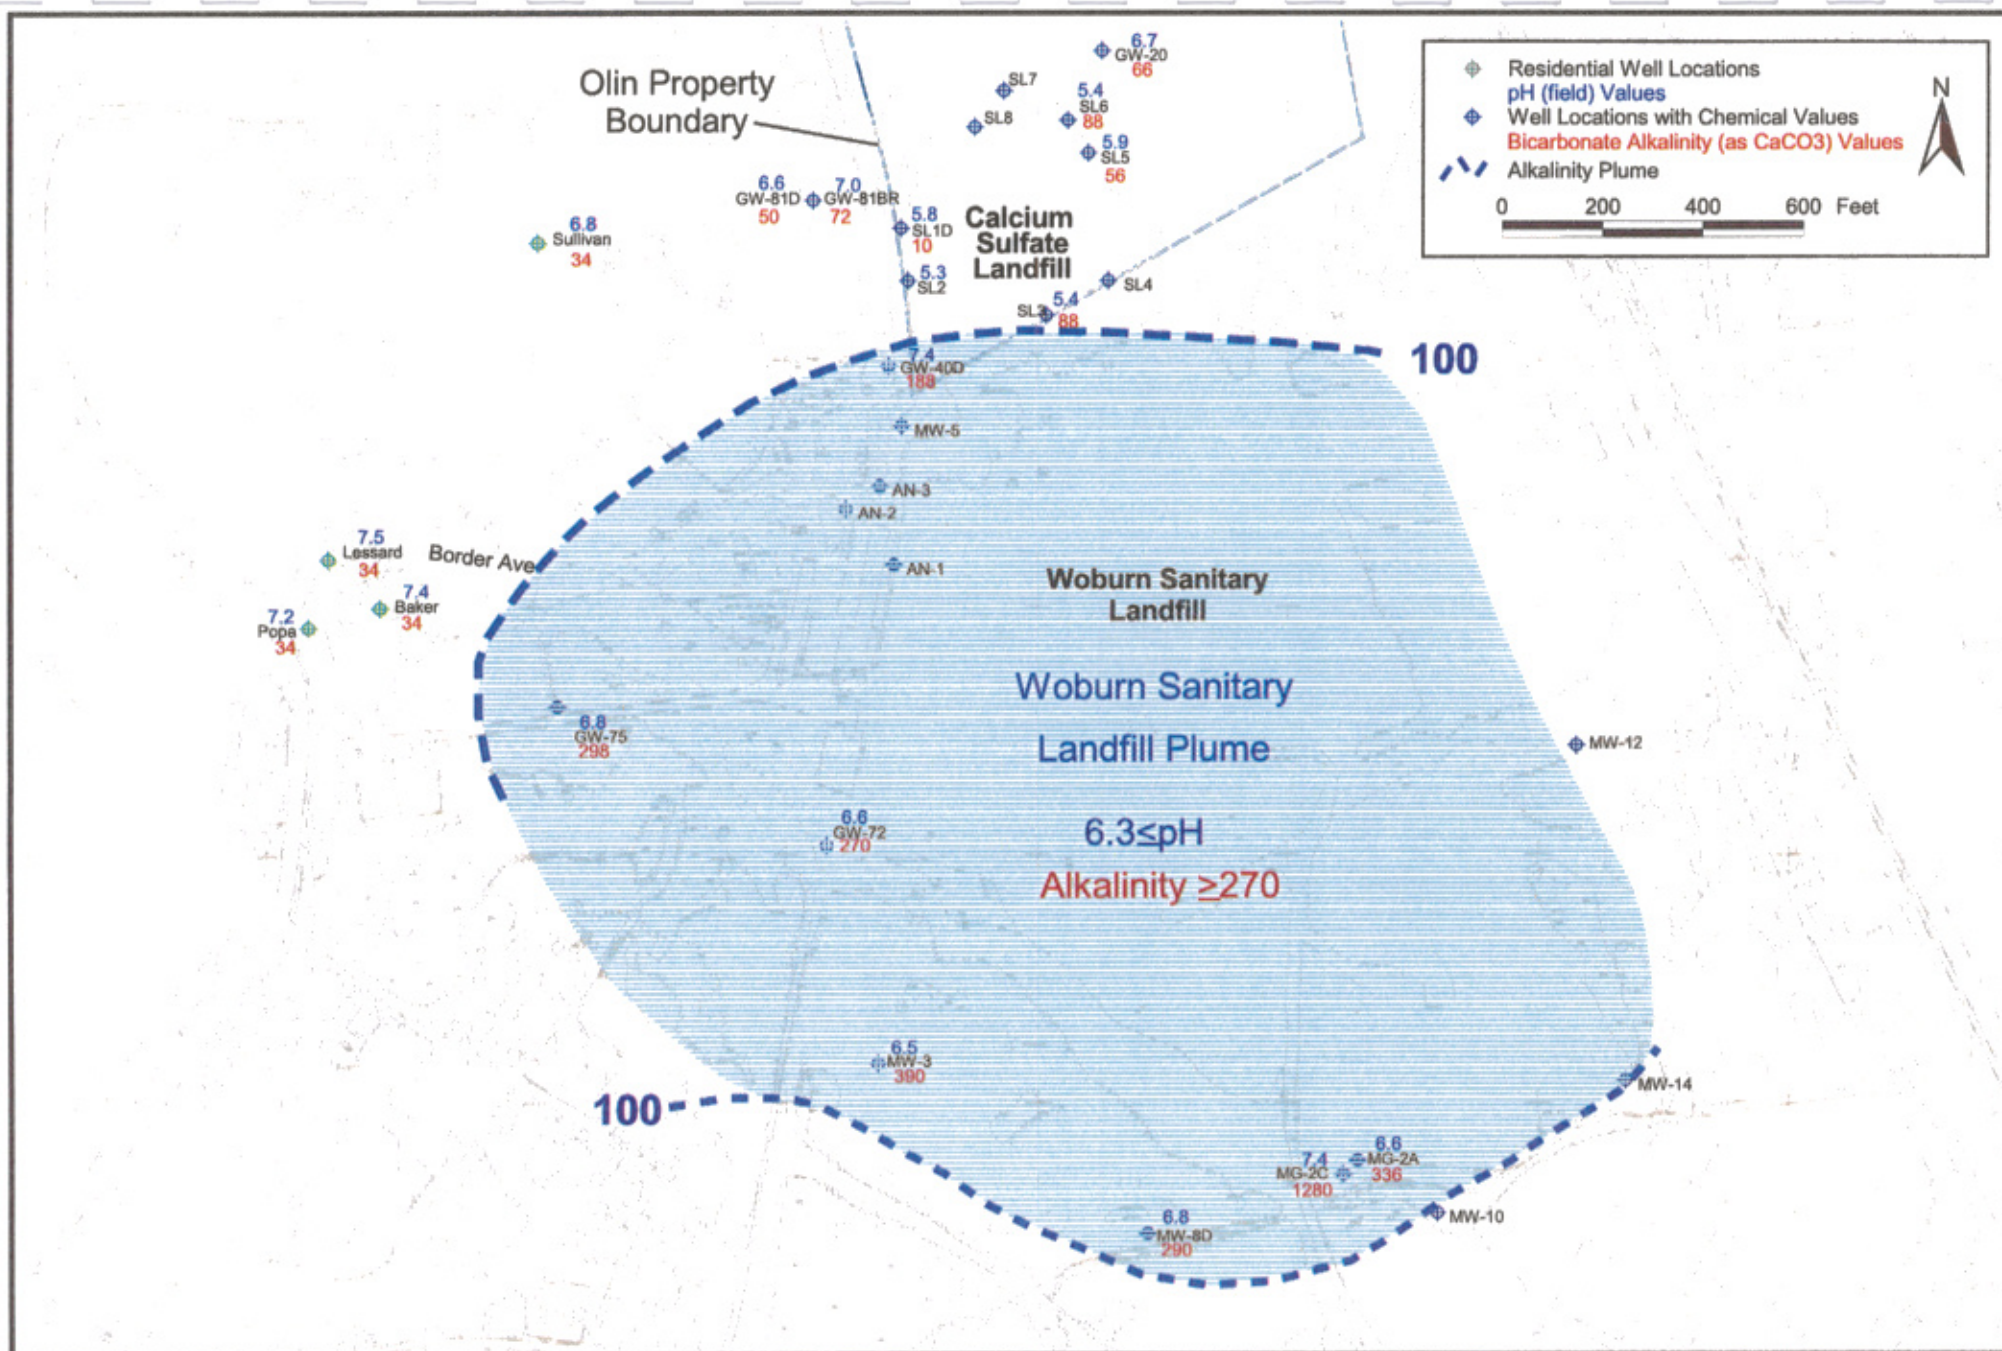 Olin Property
Boundary
6.7
GW-20
66
SL7
SL8
5.4
SL6
88
5.9
SL5
56
Residential Well Locations
pH (field) Values
Well Locations with Chemical Values
Bicarbonate Alkalinity (as CaCO3) Values
Alkalinity Plume
0 200 400 600 Feet
N
6.6
GW-81D
50
7.0
GW-81BR
72
6.8
Sullivan
34
5.8
SL1D
10
5.3
SL2
Calcium
Sulfate
Landfill
SL4
5.4
SL3
88
100
7.4
GW-40D
188
MW-5
AN-3
AN-2
AN-1
7.5
Lessard
34
Border Ave
7.4
Baker
34
7.2
Popa
34
Woburn Sanitary
Landfill
Woburn Sanitary
Landfill Plume
6.3≤pH
Alkalinity ≥270
6.8
GW-75
298
MW-12
6.6
GW-72
270
6.5
MW-3
390
100
MW-14
7.4
MG-2C
1280
6.6
MG-2A
336
MW-10
6.8
MW-8D
290